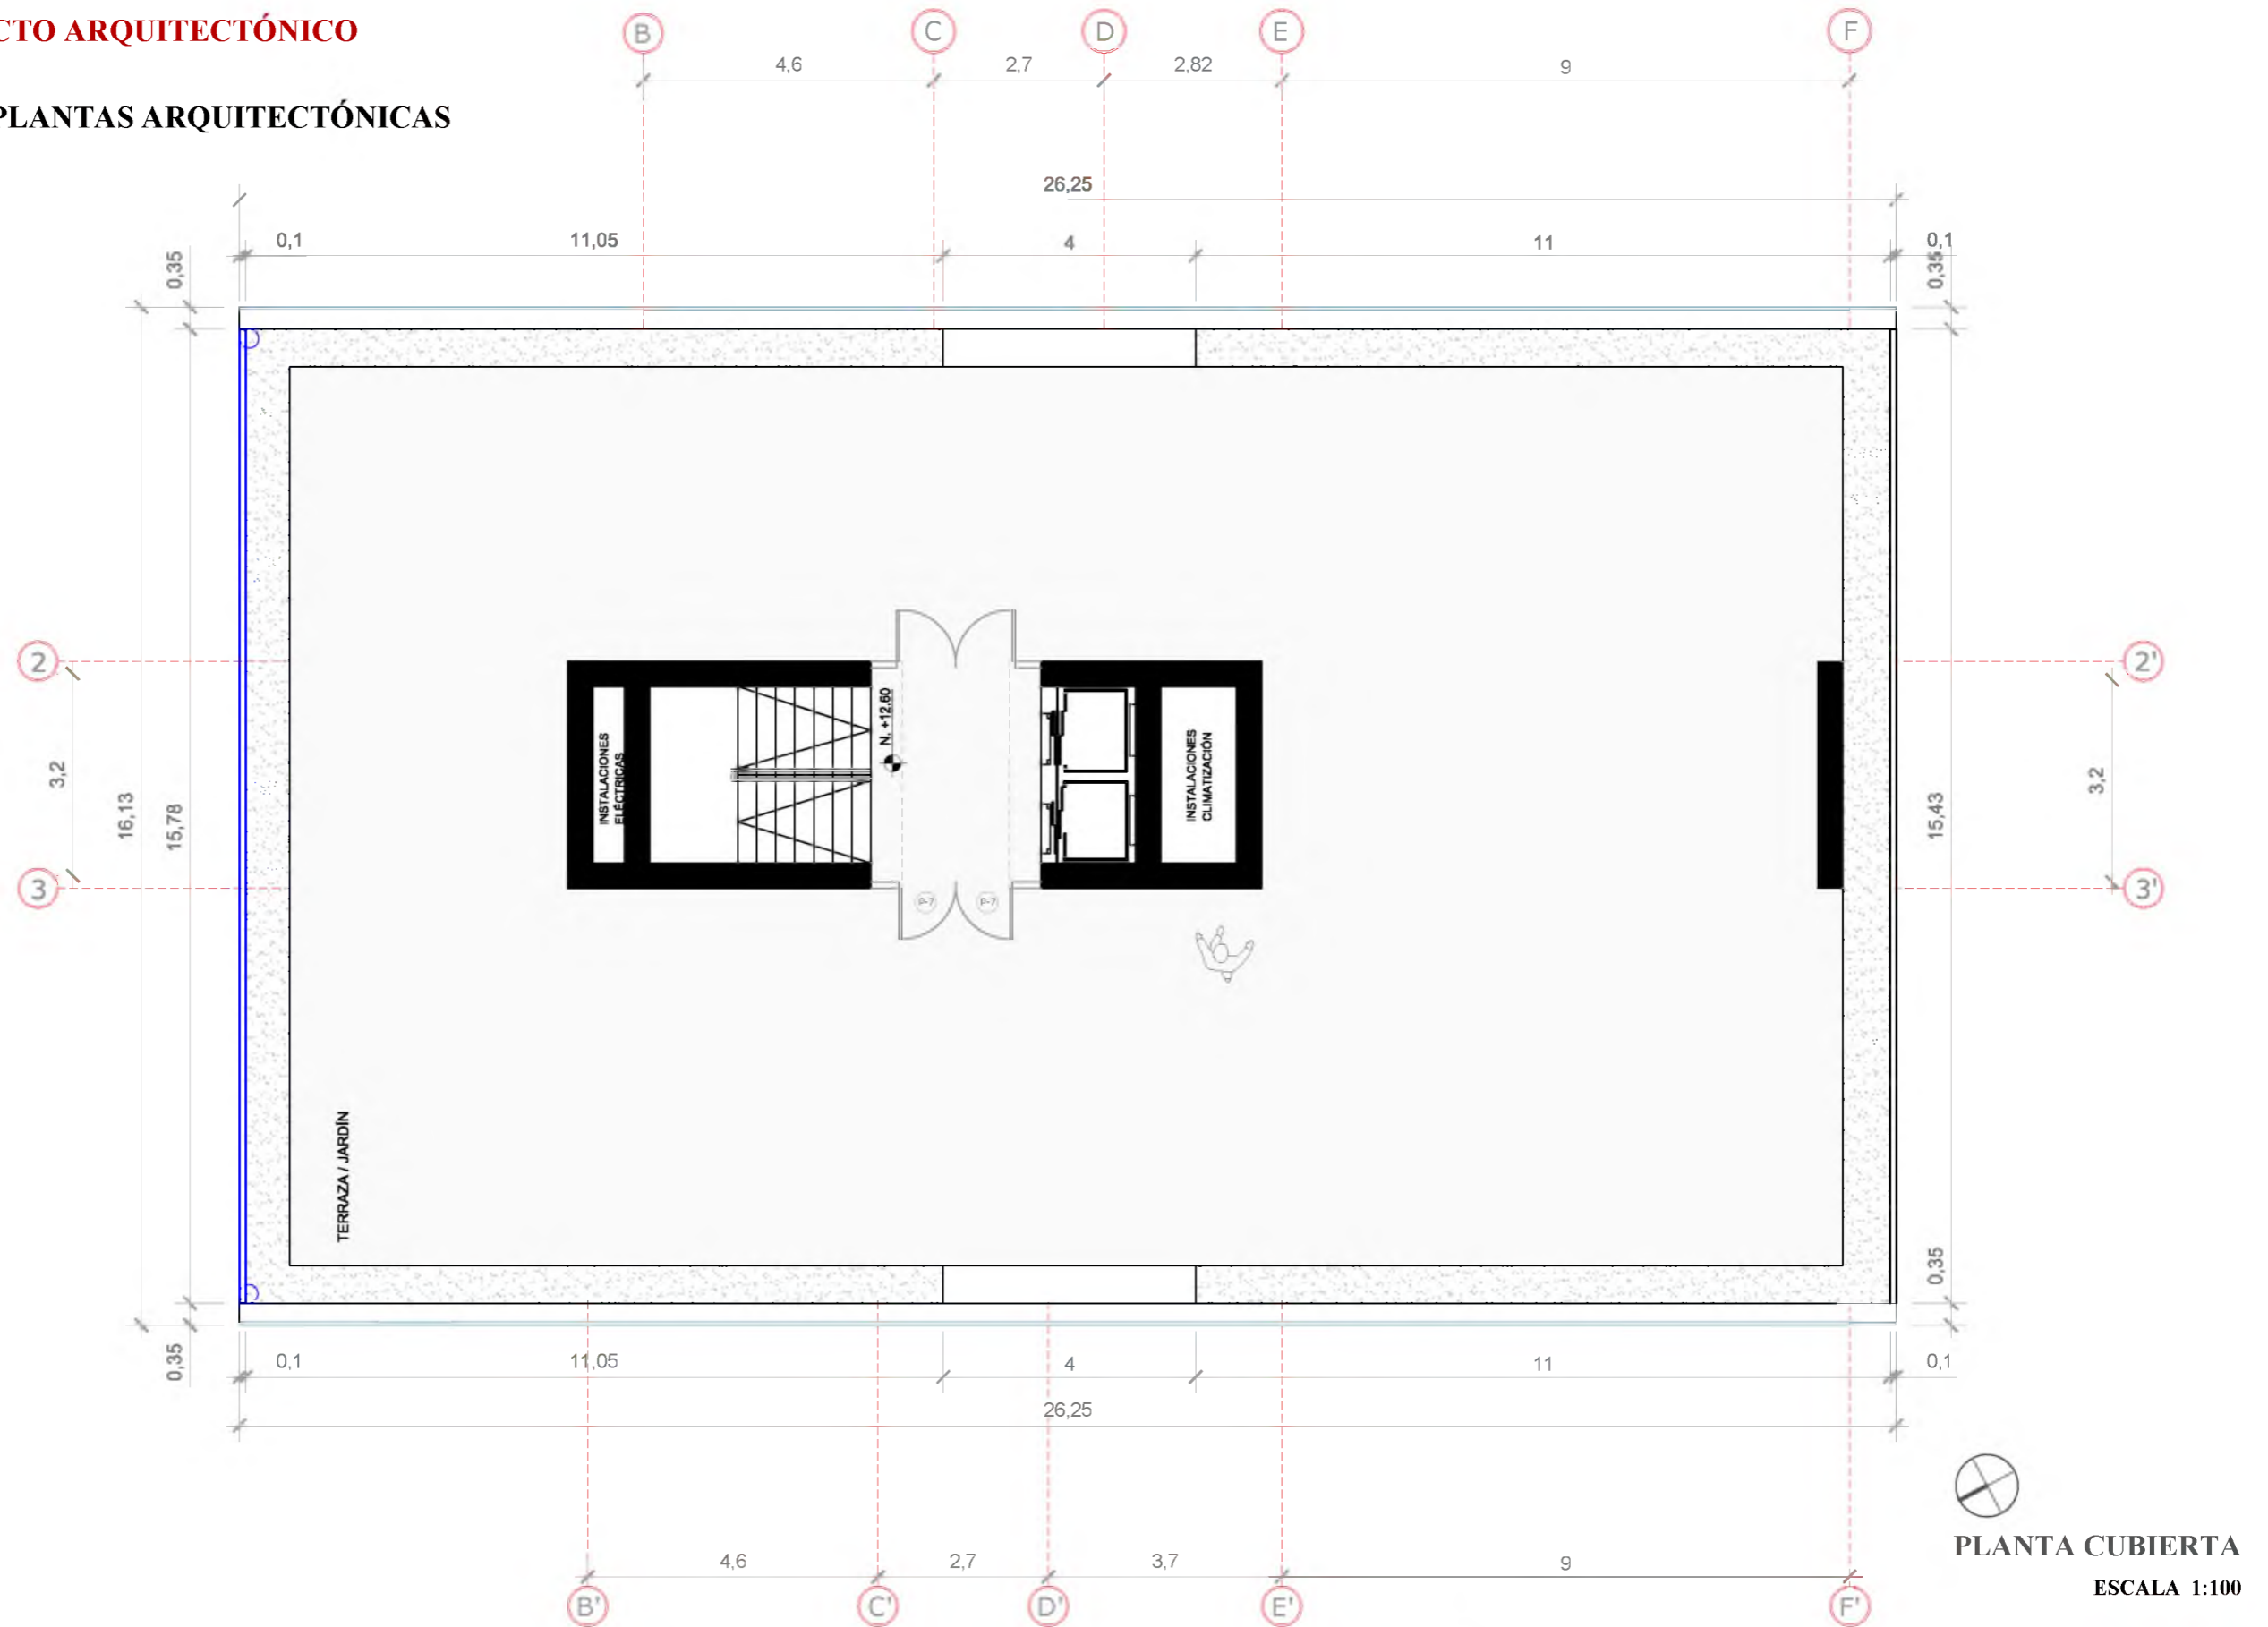 CTO ARQUITECTÓNICO
PLANTAS ARQUITECTÓNICAS
B C D E F
4,6 2,7 2,82 9
26,25
0,1 11,05 4 11 0,1
0,35 0,35
2 2'
3,2 16,13 15,78 15,43 3,2
3 3'
N. +12.60
INSTALACIONES
ELÉCTRICAS
INSTALACIONES
CLIMATIZACIÓN
P-7 P-7
TERRAZA / JARDÍN
0,35 0,35
0,1 11,05 4 11 0,1
26,25
4,6 2,7 3,7 9
B' C' D' E' F'
PLANTA CUBIERTA
ESCALA 1:100